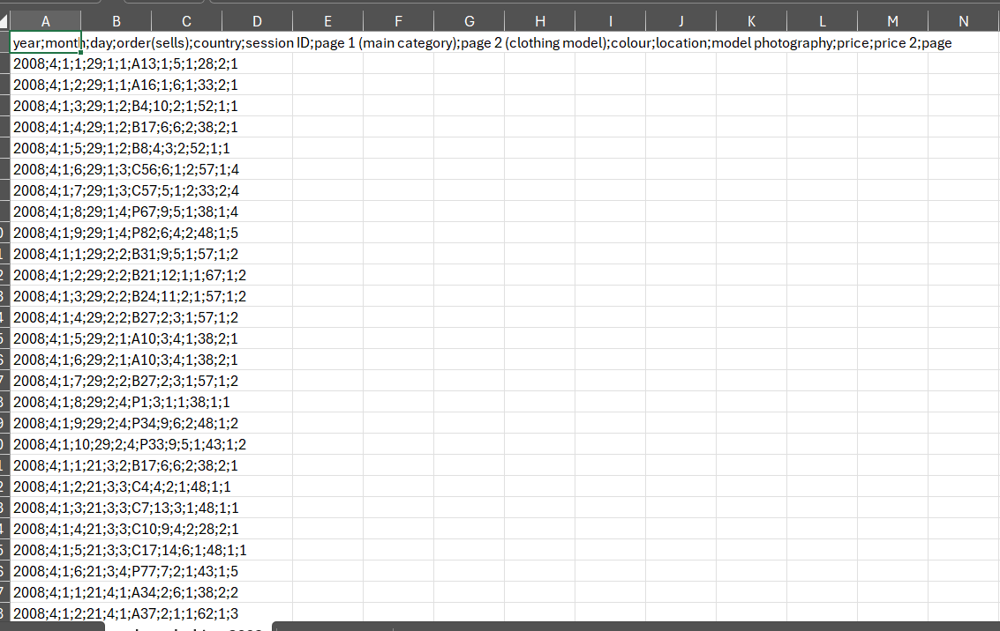 A B C D E F G H I J K L M N
year;month;day;order(sells);country;session ID;page 1 (main category);page 2 (clothing model);colour;location;model photography;price;price 2;page
2008;4;1;1;29;1;1;A13;1;5;1;28;2;1
2008;4;1;2;29;1;1;A16;1;6;1;33;2;1
2008;4;1;3;29;1;2;B4;10;2;1;52;1;1
2008;4;1;4;29;1;2;B17;6;6;2;38;2;1
2008;4;1;5;29;1;2;B8;4;3;2;52;1;1
2008;4;1;6;29;1;3;C56;6;1;2;57;1;4
2008;4;1;7;29;1;3;C57;5;1;2;33;2;4
2008;4;1;8;29;1;4;P67;9;5;1;38;1;4
2008;4;1;9;29;1;4;P82;6;4;2;48;1;5
2008;4;1;1;29;2;2;B31;9;5;1;57;1;2
2008;4;1;2;29;2;2;B21;12;1;1;67;1;2
2008;4;1;3;29;2;2;B24;11;2;1;57;1;2
2008;4;1;4;29;2;2;B27;2;3;1;57;1;2
2008;4;1;5;29;2;1;A10;3;4;1;38;2;1
2008;4;1;6;29;2;1;A10;3;4;1;38;2;1
2008;4;1;7;29;2;2;B27;2;3;1;57;1;2
2008;4;1;8;29;2;4;P1;3;1;1;38;1;1
2008;4;1;9;29;2;4;P34;9;6;2;48;1;2
2008;4;1;10;29;2;4;P33;9;5;1;43;1;2
2008;4;1;1;21;3;2;B17;6;6;2;38;2;1
2008;4;1;2;21;3;3;C4;4;2;1;48;1;1
2008;4;1;3;21;3;3;C7;13;3;1;48;1;1
2008;4;1;4;21;3;3;C10;9;4;2;28;2;1
2008;4;1;5;21;3;3;C17;14;6;1;48;1;1
2008;4;1;6;21;3;4;P77;7;2;1;43;1;5
2008;4;1;1;21;4;1;A34;2;6;1;38;2;2
2008;4;1;2;21;4;1;A37;2;1;1;62;1;3